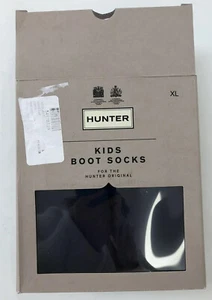 XL
HUNTER
KIDS
BOOT SOCKS
FOR THE
HUNTER ORIGINAL